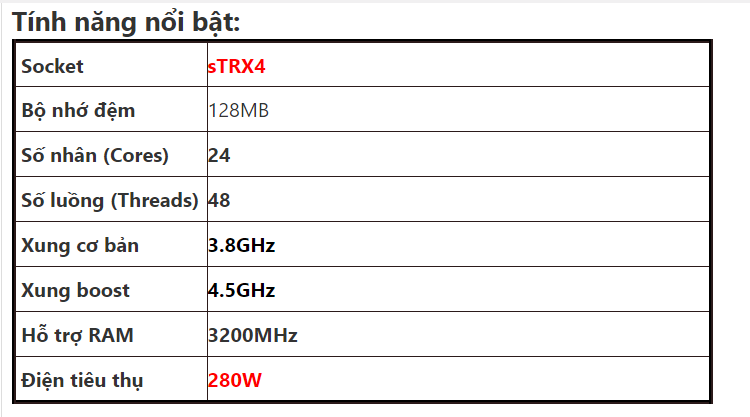 Tính năng nổi bật:
Socket sTRX4
Bộ nhớ đệm 128MB
Số nhân (Cores) 24
Số luồng (Threads) 48
Xung cơ bản 3.8GHz
Xung boost 4.5GHz
Hỗ trợ RAM 3200MHz
Điện tiêu thụ 280W